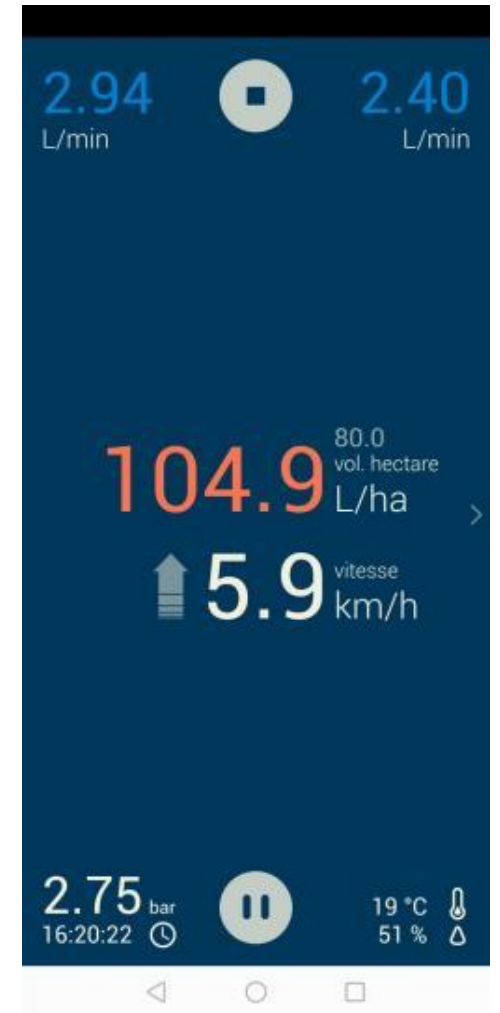 2.94
L/min
2.40
L/min
80.0
vol. hectare
104.9 L/ha
vitesse
5.9 km/h
2.75 bar
16:20:22
19 °C
51 %